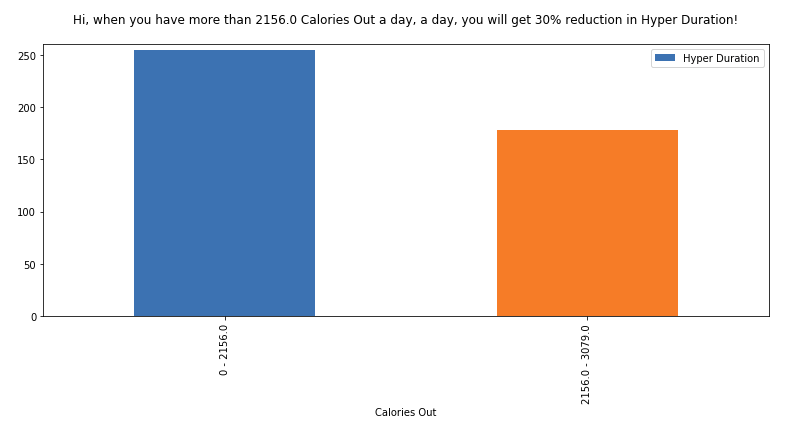 Hi, when you have more than 2156.0 Calories Out a day, a day, you will get 30% reduction in Hyper Duration!
Hyper Duration
250
200
150
100
50
0
0 - 2156.0
2156.0 - 3079.0
Calories Out